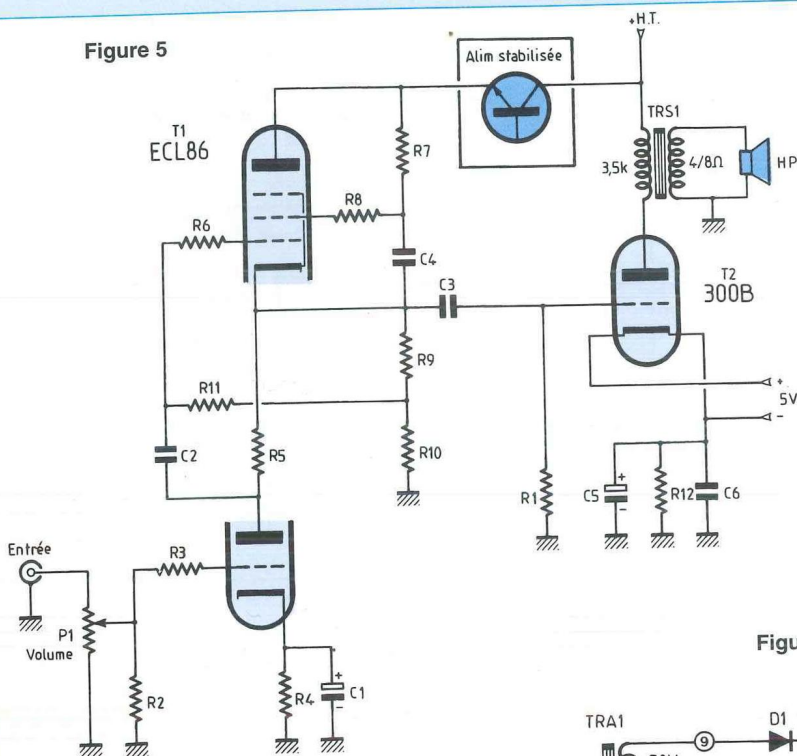 Figure 5
+H.T.
Alim stabilisée
T1
ECL86
TRS1
R7
3,5k
4/8Ω
HP
R8
R6
C4
C3
T2
300B
R9
R11
+
5V
-
C2
R5
R10
R1
+
C5
-
R12
C6
Entrée
R3
P1
Volume
R2
R4
+
C1
-
Figu
TRA1
9
D1